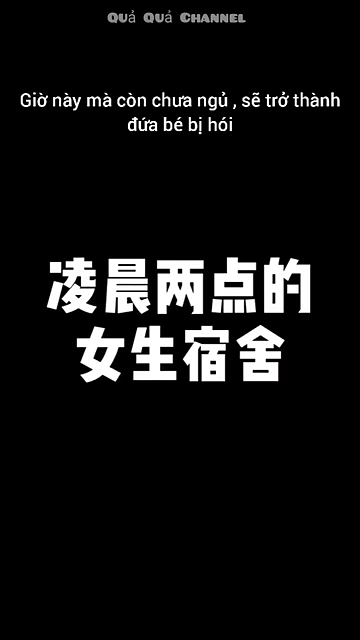 Quả Quả Channel
Giờ này mà còn chưa ngủ , sẽ trở thành
đứa bé bị hói
凌晨两点的
女生宿舍